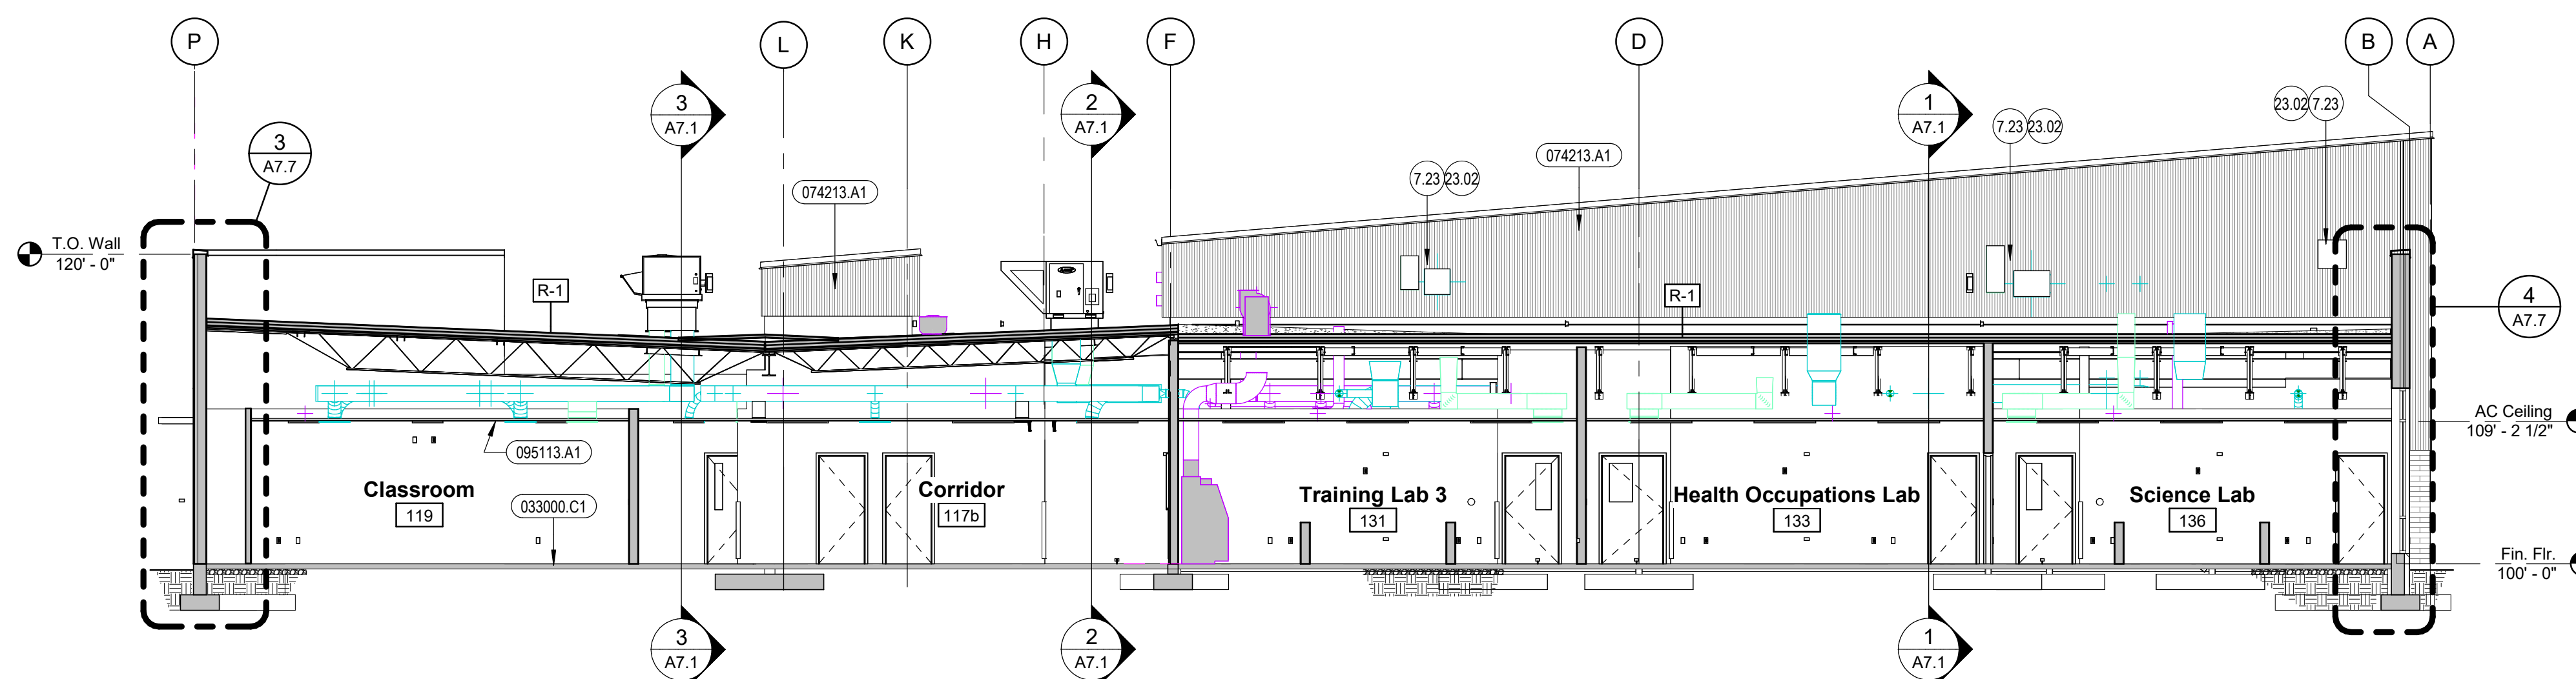 P
L
K
H
F
D
B
A
3
A7.1
2
A7.1
1
A7.1
23.02 7.23
7.23 23.02
3
A7.7
074213.A1
7.23 23.02
074213.A1
T.O. Wall
120' - 0"
R-1
R-1
4
A7.7
AC Ceiling
109' - 2 1/2"
095113.A1
Classroom
119
033000.C1
Corridor
117b
Training Lab 3
131
Health Occupations Lab
133
Science Lab
136
Fin. Flr.
100' - 0"
3
A7.1
2
A7.1
1
A7.1